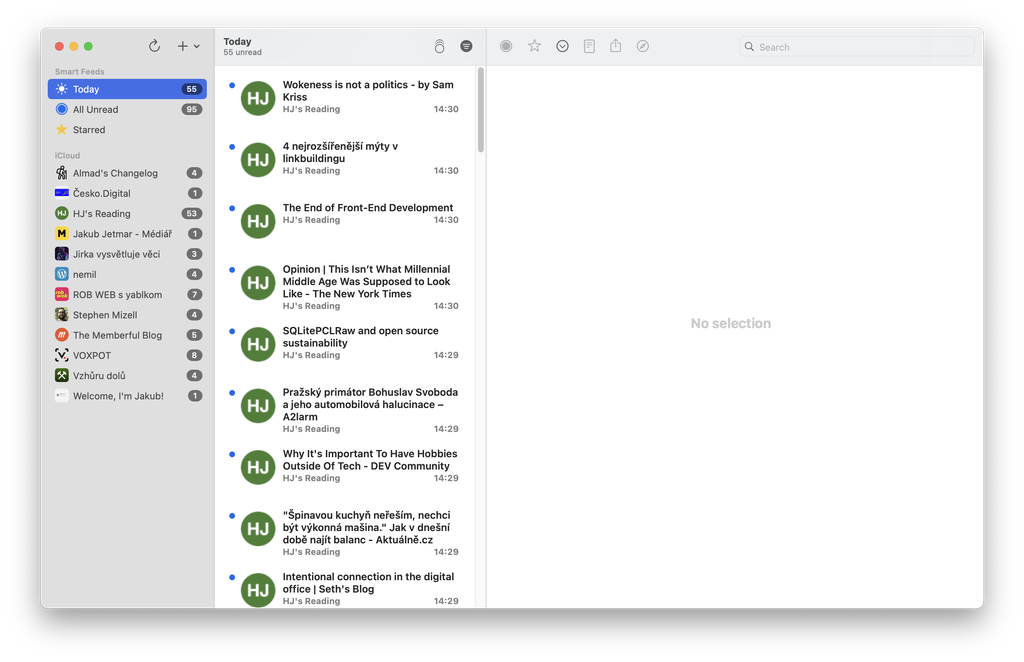 Smart Feeds
Today 55
All Unread 95
Starred
iCloud
Almad's Changelog 4
Česko.Digital 1
HJ HJ's Reading 53
M Jakub Jetmar - Médiář 1
Jirka vysvětluje věci 3
nemil 4
ROB WEB s yablkom 7
Stephen Mizell 4
The Memberful Blog 5
VOXPOT 8
Vzhůru dolů 4
Welcome, I'm Jakub! 1
Today
55 unread
HJ
Wokeness is not a politics - by Sam
Kriss
HJ's Reading 14:30
HJ
4 nejrozšířenější mýty v
linkbuildingu
HJ's Reading 14:30
HJ
The End of Front-End Development
HJ's Reading 14:30
HJ
Opinion | This Isn’t What Millennial
Middle Age Was Supposed to Look
Like - The New York Times
HJ's Reading 14:30
HJ
SQLitePCLRaw and open source
sustainability
HJ's Reading 14:29
HJ
Pražský primátor Bohuslav Svoboda
a jeho automobilová halucinace –
A2larm
HJ's Reading 14:29
HJ
Why It's Important To Have Hobbies
Outside Of Tech - DEV Community
HJ's Reading 14:29
HJ
"Špinavou kuchyň neřeším, nechci
být výkonná mašina." Jak v dnešní
době najít balanc - Aktuálně.cz
HJ's Reading 14:29
HJ
Intentional connection in the digital
office | Seth's Blog
HJ's Reading 14:29
Search
No selection